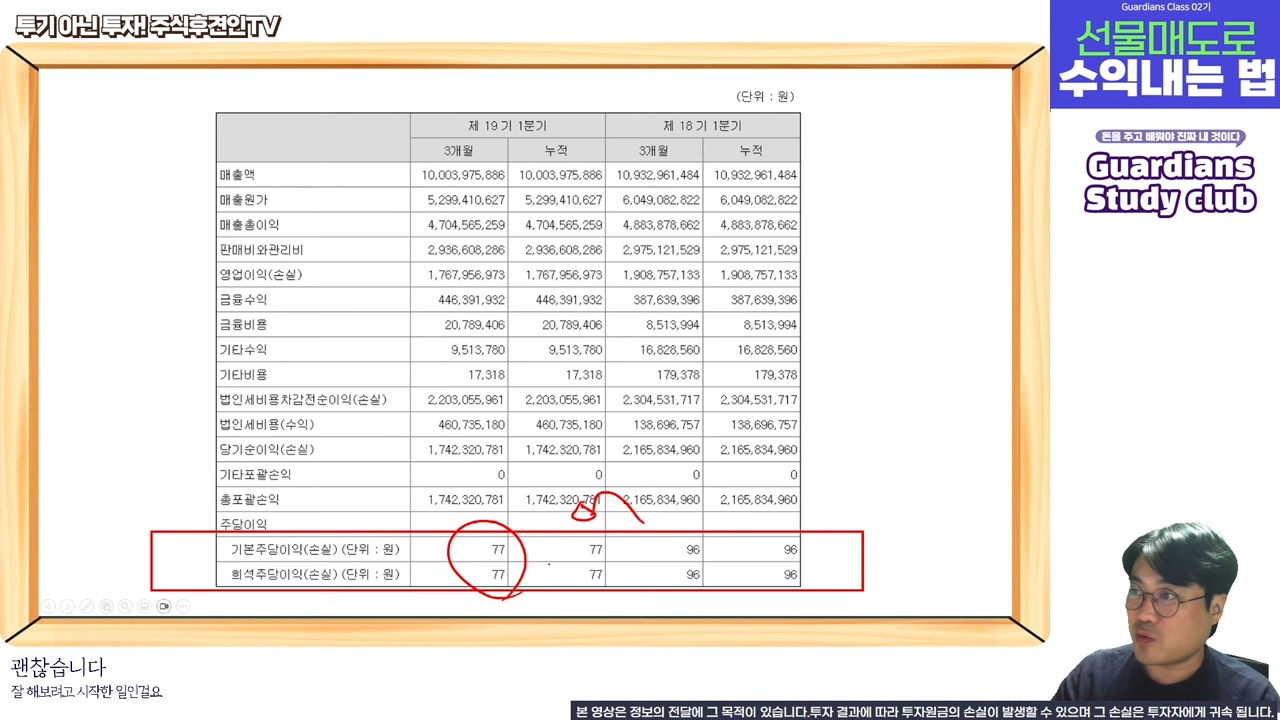 투기 아닌 투자! 주식후견인TV
Guardians Class 02기
선물매도로
수익내는 법
돈을 주고 배워야 진짜 내 것이다
Guardians
Study club
(단위 : 원)
제 19 기 1분기 제 18 기 1분기
3개월 누적 3개월 누적
매출액 10,003,975,886 10,003,975,886 10,932,961,484 10,932,961,484
매출원가 5,299,410,627 5,299,410,627 6,049,082,822 6,049,082,822
매출총이익 4,704,565,259 4,704,565,259 4,883,878,662 4,883,878,662
판매비와관리비 2,936,608,286 2,936,608,286 2,975,121,529 2,975,121,529
영업이익(손실) 1,767,956,973 1,767,956,973 1,908,757,133 1,908,757,133
금융수익 446,391,932 446,391,932 387,639,396 387,639,396
금융비용 20,789,406 20,789,406 8,513,994 8,513,994
기타수익 9,513,780 9,513,780 16,828,560 16,828,560
기타비용 17,318 17,318 179,378 179,378
법인세비용차감전순이익(손실) 2,203,055,961 2,203,055,961 2,304,531,717 2,304,531,717
법인세비용(수익) 460,735,180 460,735,180 138,696,757 138,696,757
당기순이익(손실) 1,742,320,781 1,742,320,781 2,165,834,960 2,165,834,960
기타포괄손익 0 0 0 0
총포괄손익 1,742,320,781 1,742,320,781 2,165,834,960 2,165,834,960
주당이익
기본주당이익(손실) (단위 : 원) 77 77 96 96
희석주당이익(손실) (단위 : 원) 77 77 96 96
괜찮습니다
잘 해보려고 시작한 일인걸요
본 영상은 정보의 전달에 그 목적이 있습니다.투자 결과에 따라 투자원금의 손실이 발생할 수 있으며 그 손실은 투자자에게 귀속 됩니다.